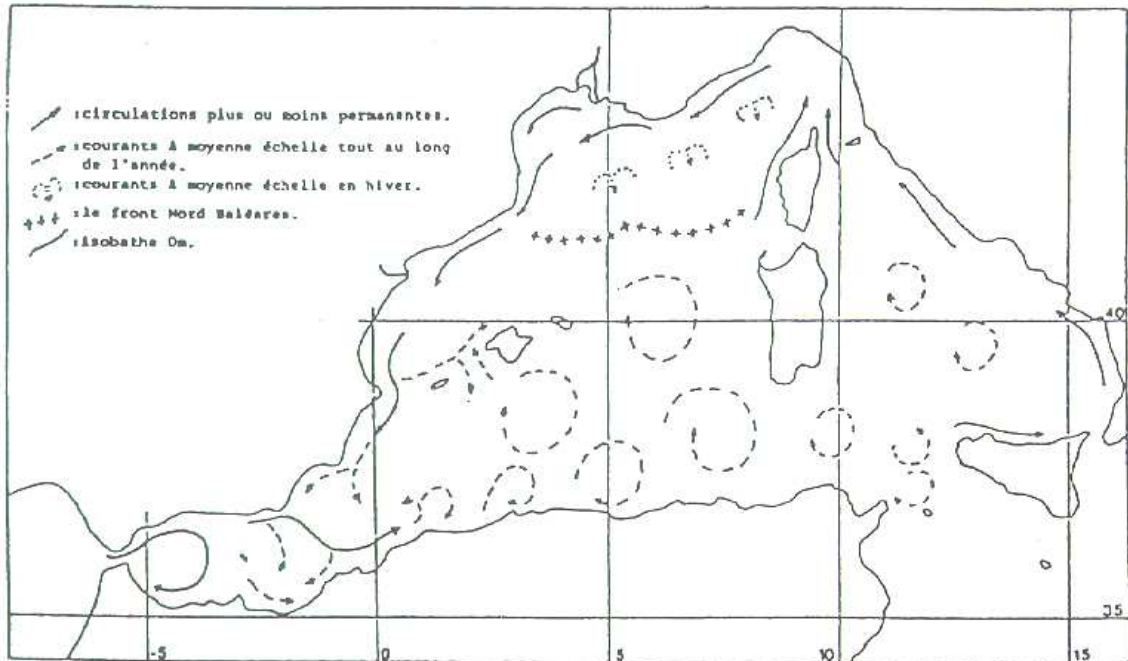 :circulations plus ou moins permanentes.
:courants A moyenne échelle tout au long
de l'année.
:courants A moyenne échelle en hiver.
:le front Nord Baléares.
:isobathe 0m.
40
35
-5
0
5
10
15